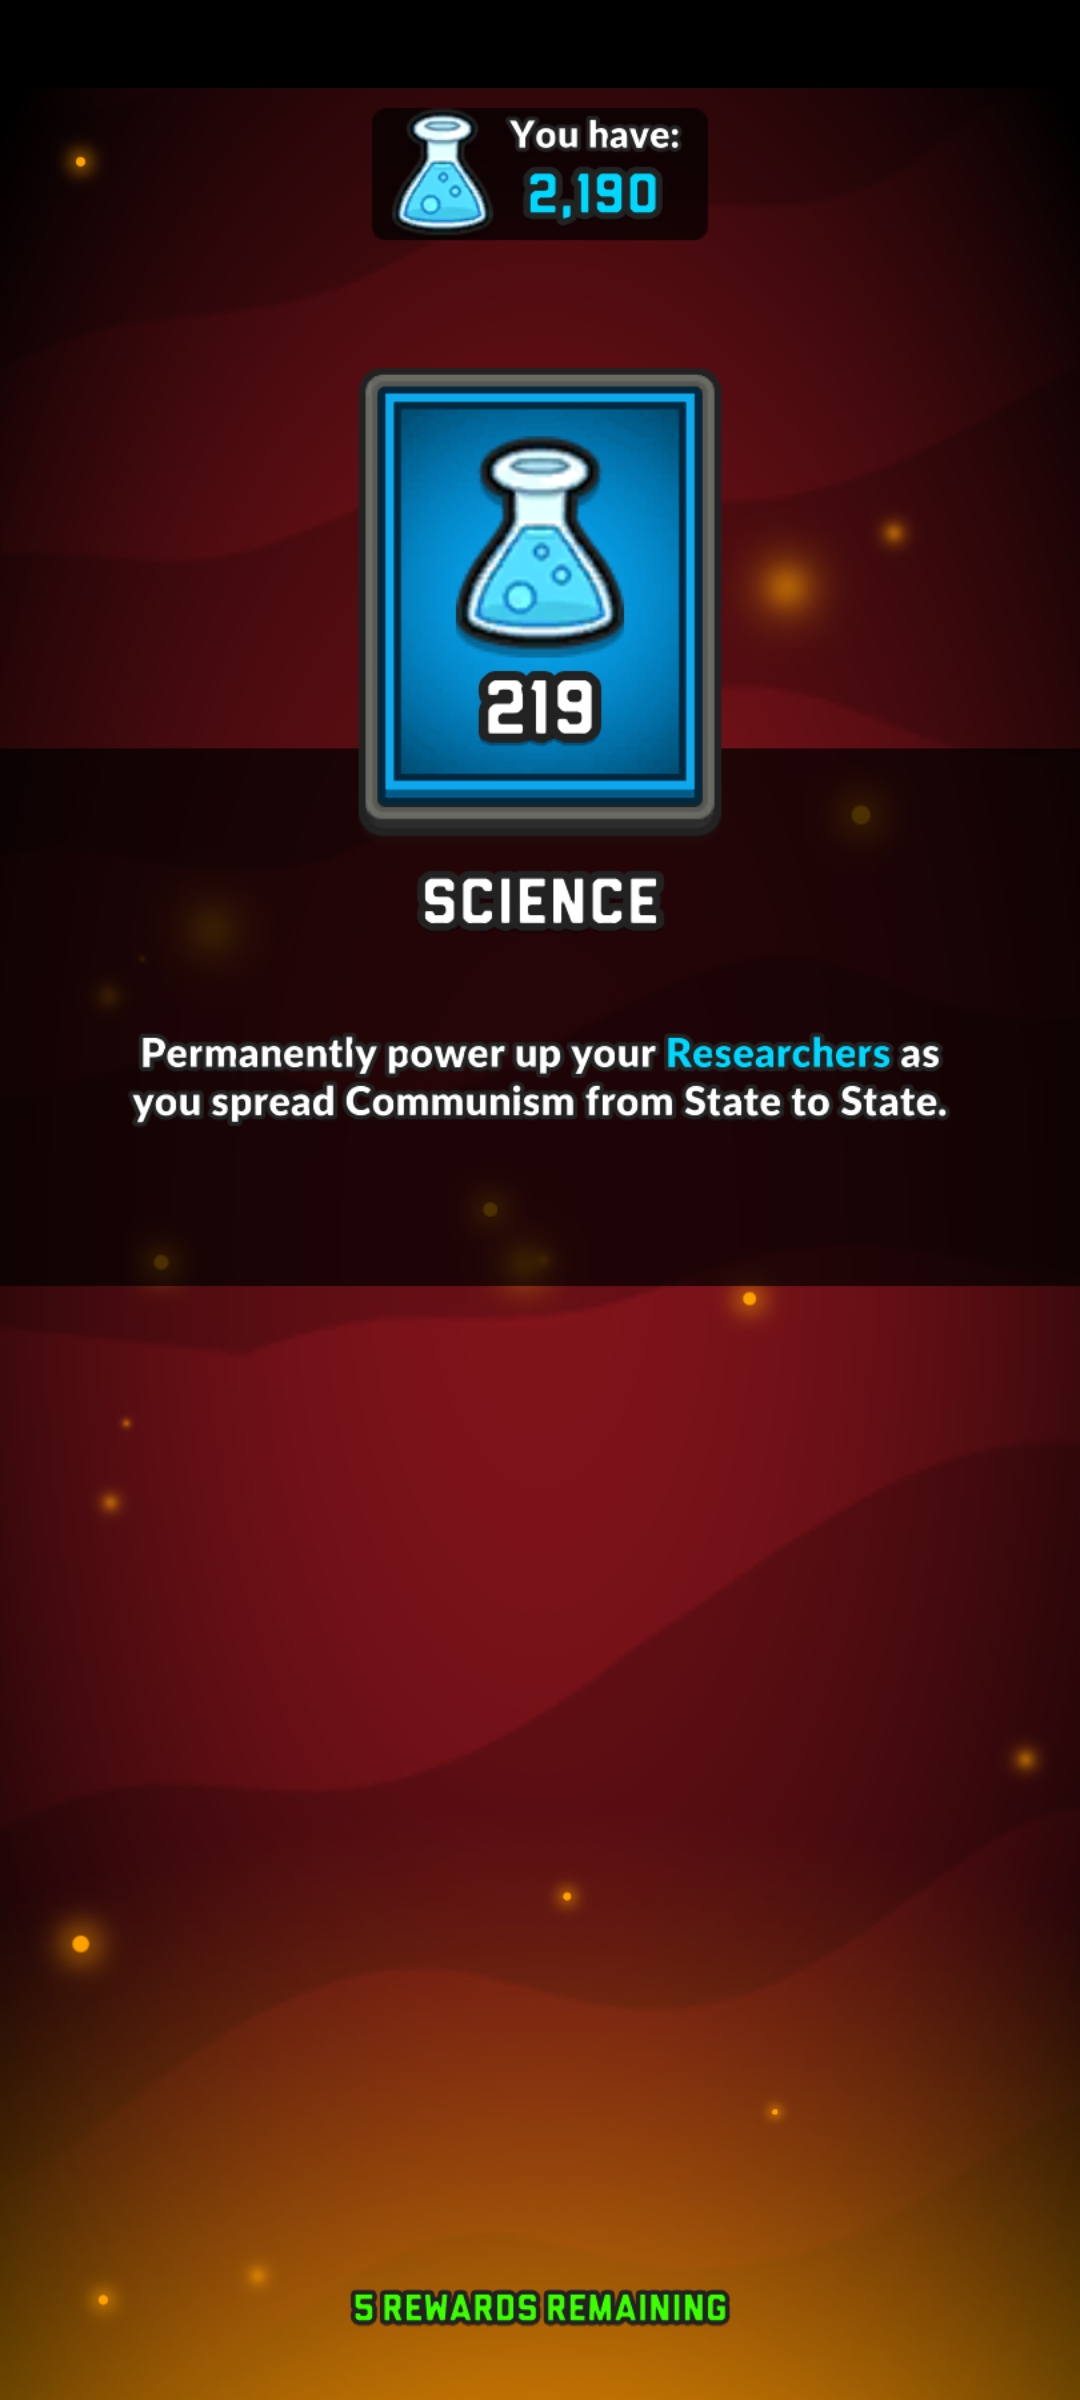 You have:
2,190
219
SCIENCE
Permanently power up your Researchers as
you spread Communism from State to State.
5 REWARDS REMAINING